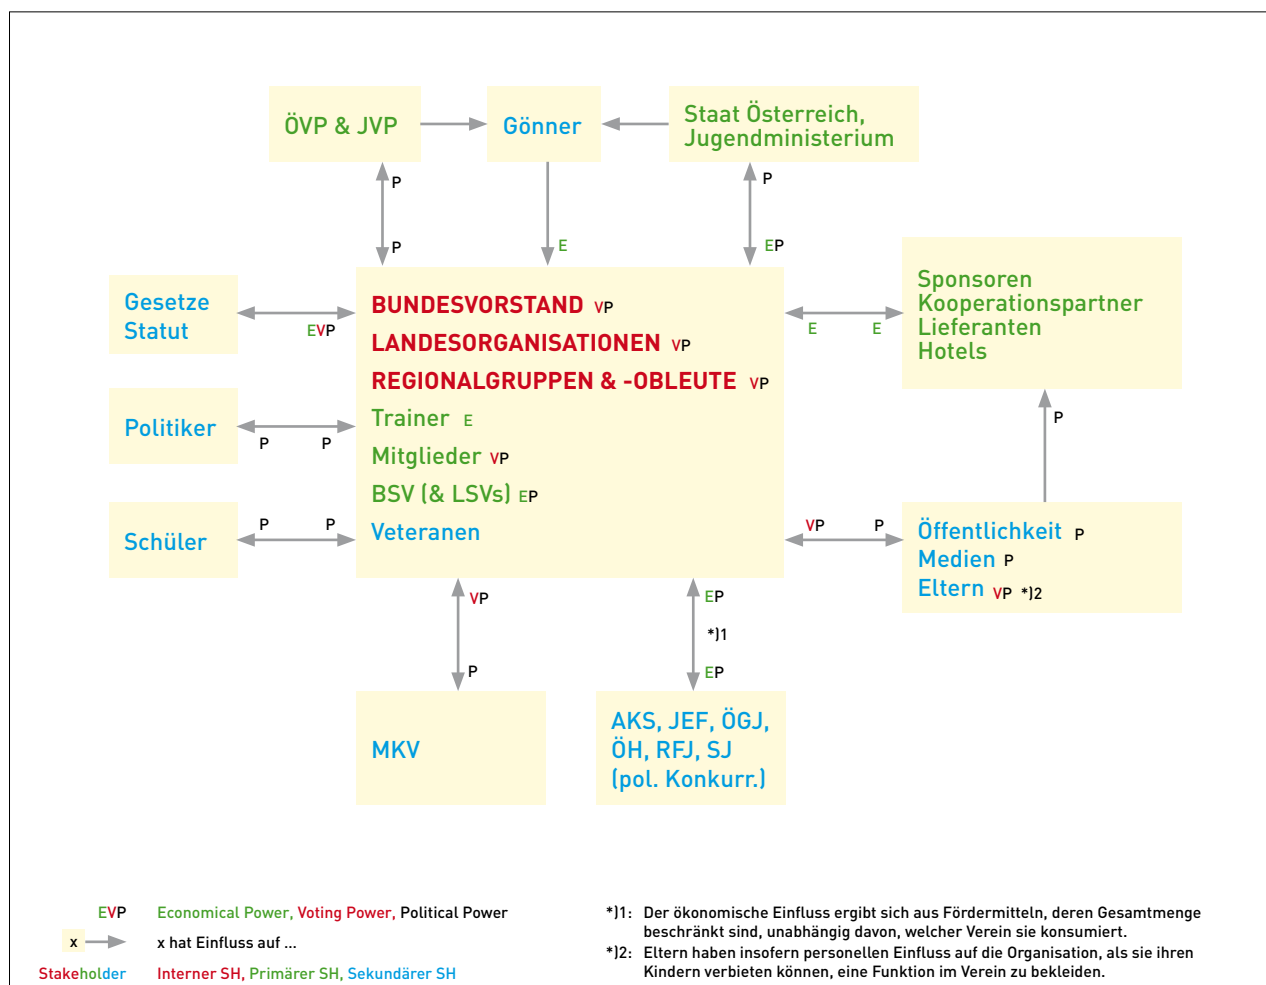 ÖVP & JVP
Gönner
Staat Österreich,
Jugendministerium
P
P
E
P
EP
Gesetze
Statut
EVP
Politiker
P P
Schüler
P P
BUNDESVORSTAND VP
LANDESORGANISATIONEN VP
REGIONALGRUPPEN & -OBLEUTE VP
Trainer E
Mitglieder VP
BSV (& LSVs) EP
Veteranen
E E
Sponsoren
Kooperationspartner
Lieferanten
Hotels
P
VP P
Öffentlichkeit P
Medien P
Eltern VP *)2
VP
P
EP
*)1
EP
MKV
AKS, JEF, ÖGJ,
ÖH, RFJ, SJ
(pol. Konkurr.)
EVP Economical Power, Voting Power, Political Power
x x hat Einfluss auf ...
Stakeholder Interner SH, Primärer SH, Sekundärer SH
*)1: Der ökonomische Einfluss ergibt sich aus Fördermitteln, deren Gesamtmenge
beschränkt sind, unabhängig davon, welcher Verein sie konsumiert.
*)2: Eltern haben insofern personellen Einfluss auf die Organisation, als sie ihren
Kindern verbieten können, eine Funktion im Verein zu bekleiden.